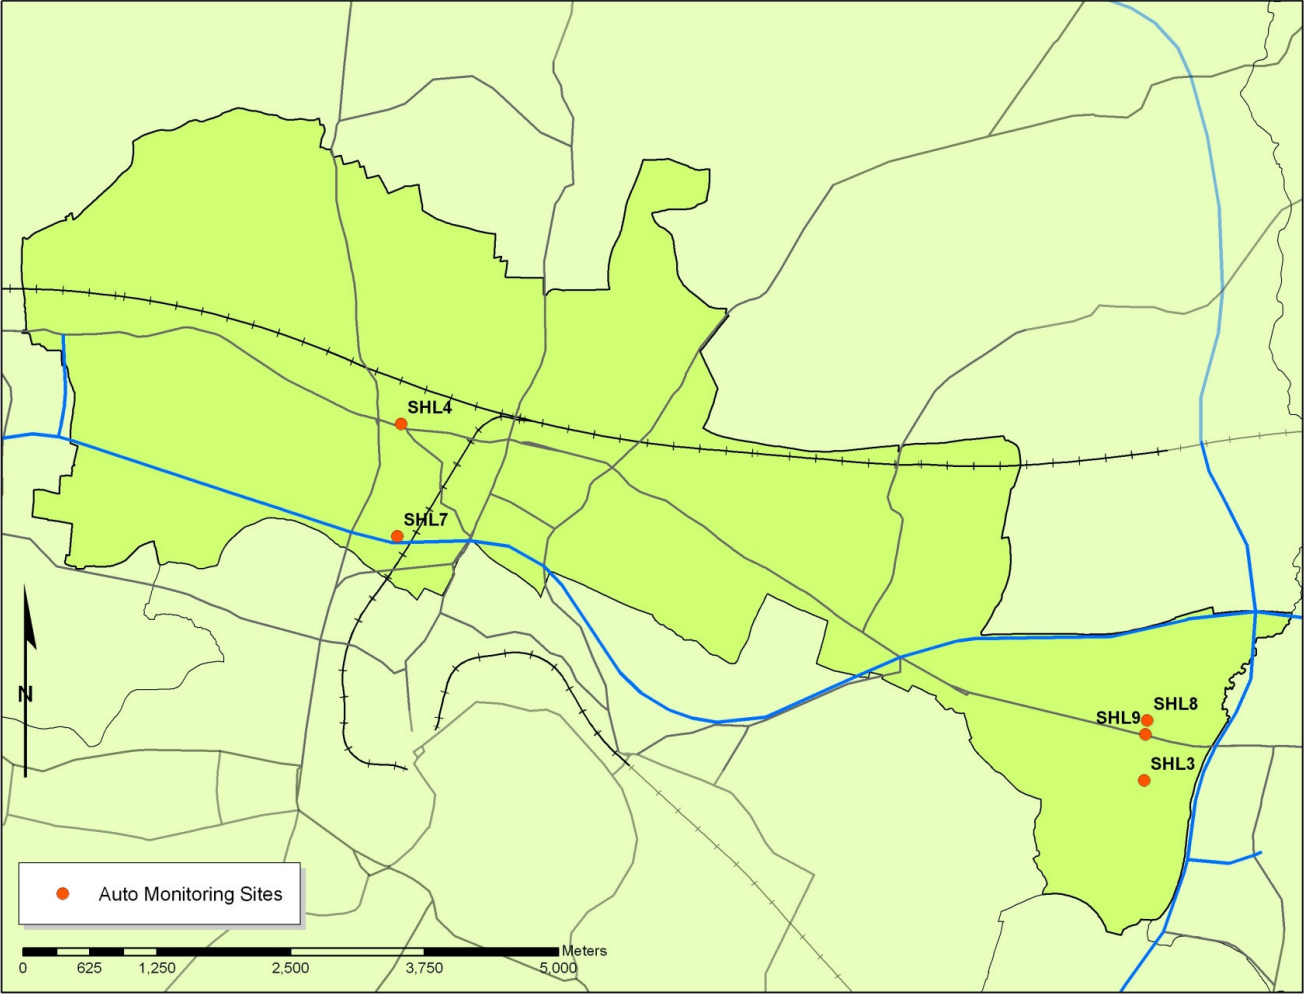 SHL4
SHL7
N
SHL8
SHL9
SHL3
Auto Monitoring Sites
Meters
0 625 1,250 2,500 3,750 5,000